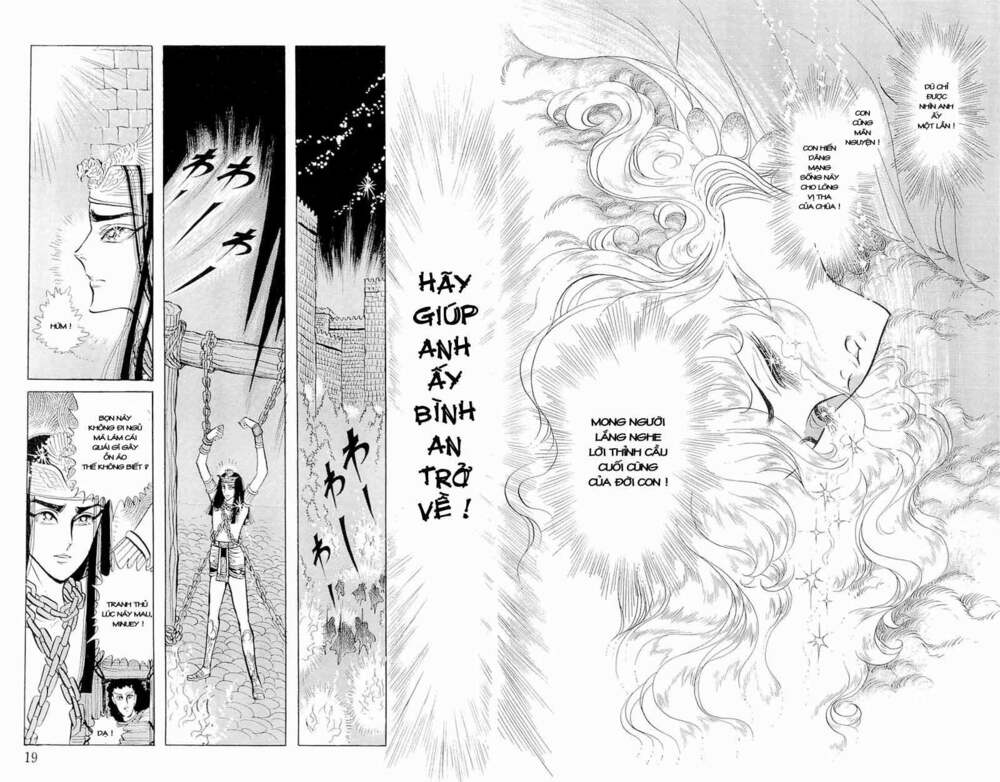 DÙ CHỈ
ĐƯỢC
NHÌN ANH
ẤY
MỘT LẦN !
CON
CŨNG
MÃN
NGUYỆN !
CON HIẾN
DÂNG
MẠNG
SỐNG NÀY
CHO LÒNG
VỊ THA
CỦA CHÚA !
MONG NGƯỜI
LẮNG NGHE
LỜI THỈNH CẦU
CUỐI CÙNG
CỦA ĐỜI CON !
HÃY
GIÚP
ANH
ẤY
BÌNH
AN
TRỞ
VỀ !
わー
わー
わー
わー
わー
わー
HỪM !
BỌN NÀY
KHÔNG ĐI NGỦ
MÀ LÀM CÁI
QUÁI GÌ GÂY
ỒN ÀO
THẾ KHÔNG BIẾT ?
TRANH THỦ
LÚC NÀY MAU,
MINUEY !
DẠ !
19